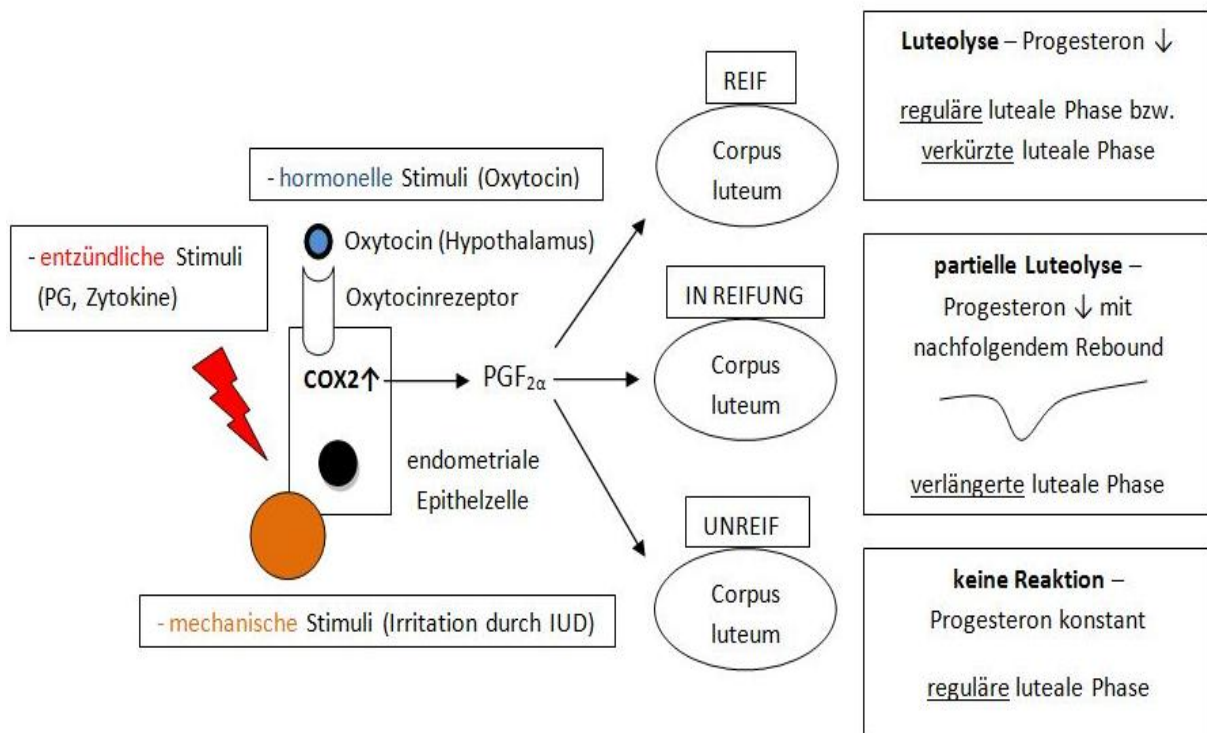 - hormonelle Stimuli (Oxytocin)
Oxytocin (Hypothalamus)
Oxytocinrezeptor
- entzündliche Stimuli
(PG, Zytokine)
COX2↑
PGF2α
endometriale
Epithelzelle
- mechanische Stimuli (Irritation durch IUD)
REIF
Corpus
luteum
IN REIFUNG
Corpus
luteum
UNREIF
Corpus
luteum
Luteolyse – Progesteron ↓
reguläre luteale Phase bzw.
verkürzte luteale Phase
partielle Luteolyse –
Progesteron ↓ mit
nachfolgendem Rebound
verlängerte luteale Phase
keine Reaktion –
Progesteron konstant
reguläre luteale Phase